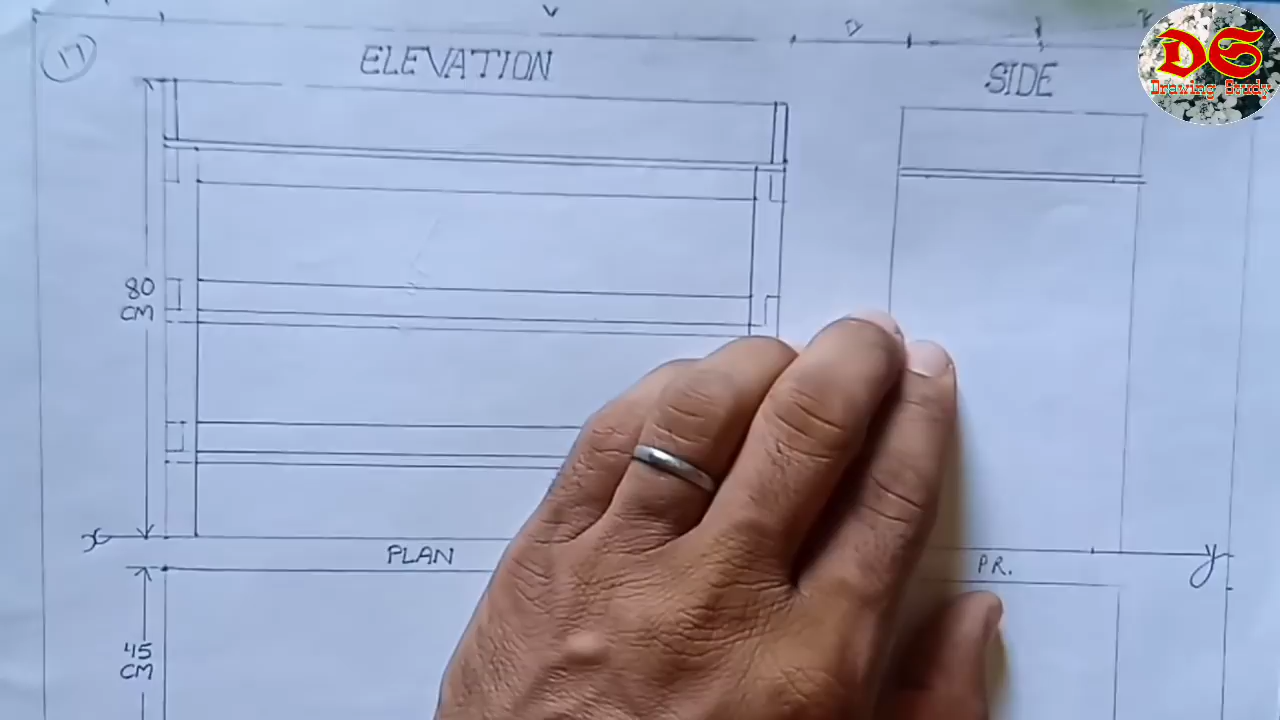 17
ELEVATION
SIDE
DS
Drawing Study
80
CM
x
PLAN
PR.
y
45
CM